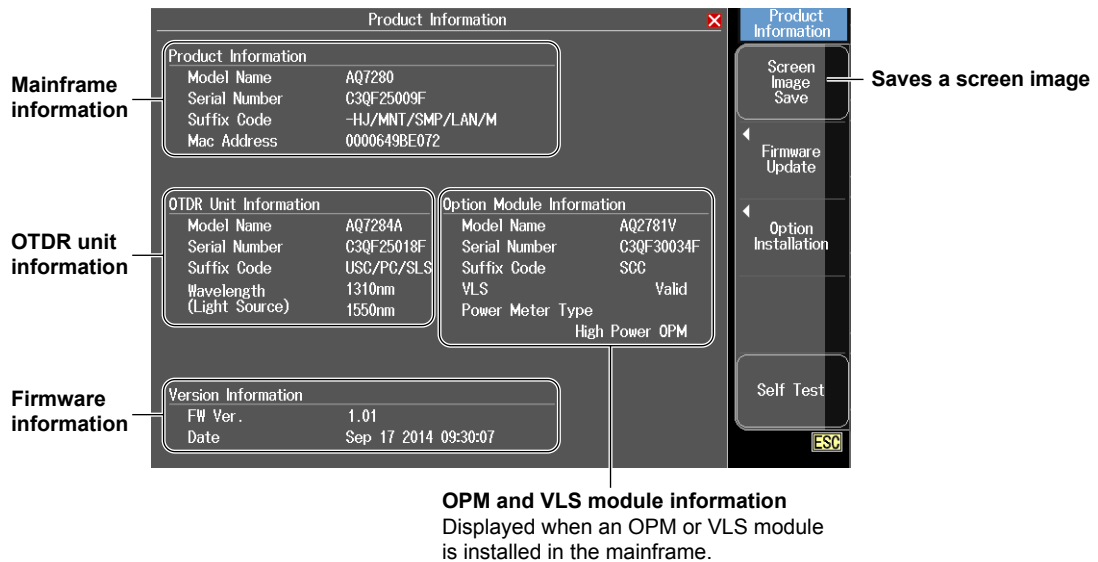 Product Information
Product
Information
Product Information
Model Name AQ7280
Serial Number C3QF25009F
Suffix Code -HJ/MNT/SMP/LAN/M
Mac Address 0000649BE072
Mainframe
information
Screen
Image
Save
Saves a screen image
Firmware
Update
OTDR Unit Information
Model Name AQ7284A
Serial Number C3QF25018F
Suffix Code USC/PC/SLS
Wavelength 1310nm
(Light Source) 1550nm
OTDR unit
information
Option Module Information
Model Name AQ2781V
Serial Number C3QF30034F
Suffix Code SCC
VLS Valid
Power Meter Type
High Power OPM
Option
Installation
Version Information
FW Ver. 1.01
Date Sep 17 2014 09:30:07
Firmware
information
Self Test
ESC
OPM and VLS module information
Displayed when an OPM or VLS module
is installed in the mainframe.